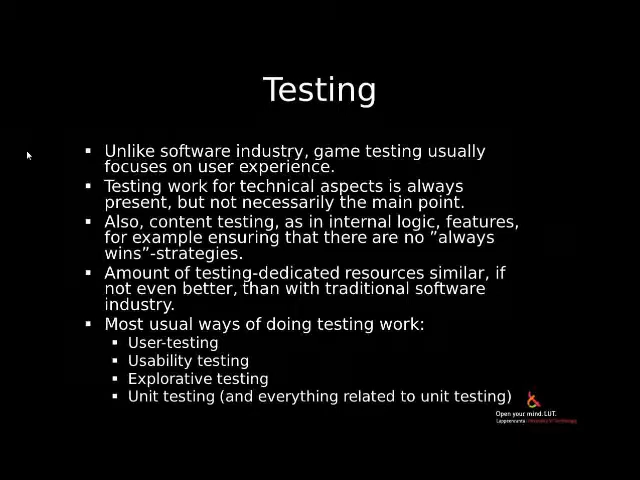 Testing
▪ Unlike software industry, game testing usually
focuses on user experience.
▪ Testing work for technical aspects is always
present, but not necessarily the main point.
▪ Also, content testing, as in internal logic, features,
for example ensuring that there are no ”always
wins”-strategies.
▪ Amount of testing-dedicated resources similar, if
not even better, than with traditional software
industry.
▪ Most usual ways of doing testing work:
▪ User-testing
▪ Usability testing
▪ Explorative testing
▪ Unit testing (and everything related to unit testing)
Open your mind. LUT.